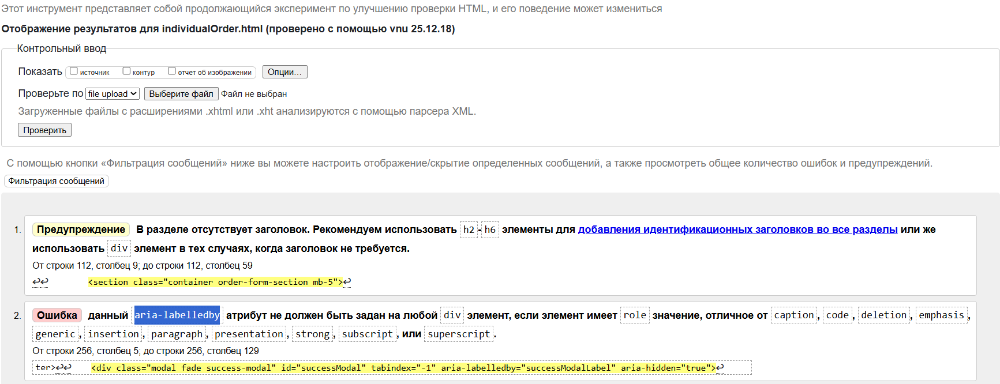 Этот инструмент представляет собой продолжающийся эксперимент по улучшению проверки HTML, и его поведение может измениться
Отображение результатов для individualOrder.html (проверено с помощью vnu 25.12.18)
Контрольный ввод
Показать источник контур отчет об изображении Опции...
Проверьте по file upload Выберите файл Файл не выбран
Загруженные файлы с расширениями .xhtml или .xht анализируются с помощью парсера XML.
Проверить
С помощью кнопки «Фильтрация сообщений» ниже вы можете настроить отображение/скрытие определенных сообщений, а также просмотреть общее количество ошибок и предупреждений.
Фильтрация сообщений
1. Предупреждение В разделе отсутствует заголовок. Рекомендуем использовать h2-h6 элементы для добавления идентификационных заголовков во все разделы или же
использовать div элемент в тех случаях, когда заголовок не требуется.
От строки 112, столбец 9; до строки 112, столбец 59
↩↩ <section class="container order-form-section mb-5">↩
2. Ошибка данный aria-labelledby атрибут не должен быть задан на любой div элемент, если элемент имеет role значение, отличное от caption, code, deletion, emphasis,
generic, insertion, paragraph, presentation, strong, subscript, или superscript.
От строки 256, столбец 5; до строки 256, столбец 129
ter>↩↩ <div class="modal fade success-modal" id="successModal" tabindex="-1" aria-labelledby="successModalLabel" aria-hidden="true">↩